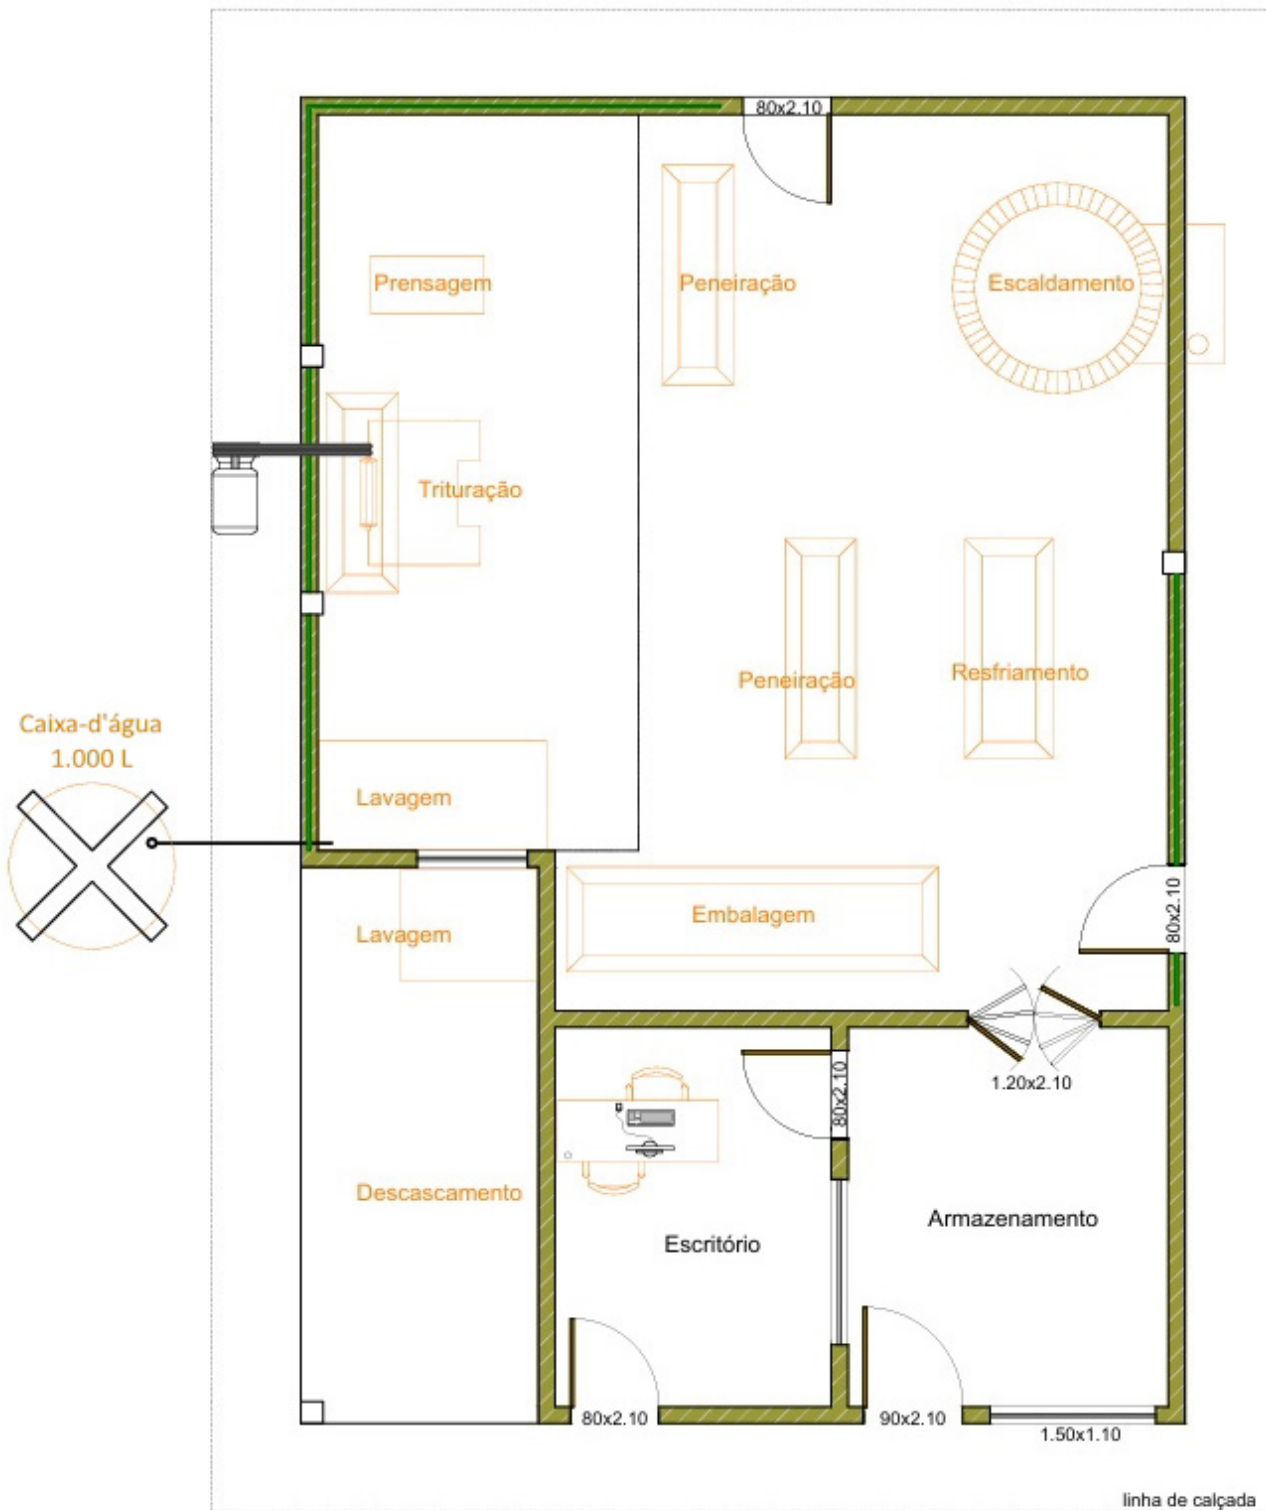 80x2.10
Prensagem
Peneiração
Escaldamento
Trituração
Peneiração
Resfriamento
Caixa-d'água
1.000 L
Lavagem
Lavagem
Embalagem
80x2.10
1.20x2.10
80x2.10
Descascamento
Armazenamento
Escritório
80x2.10
90x2.10
1.50x1.10
linha de calçada